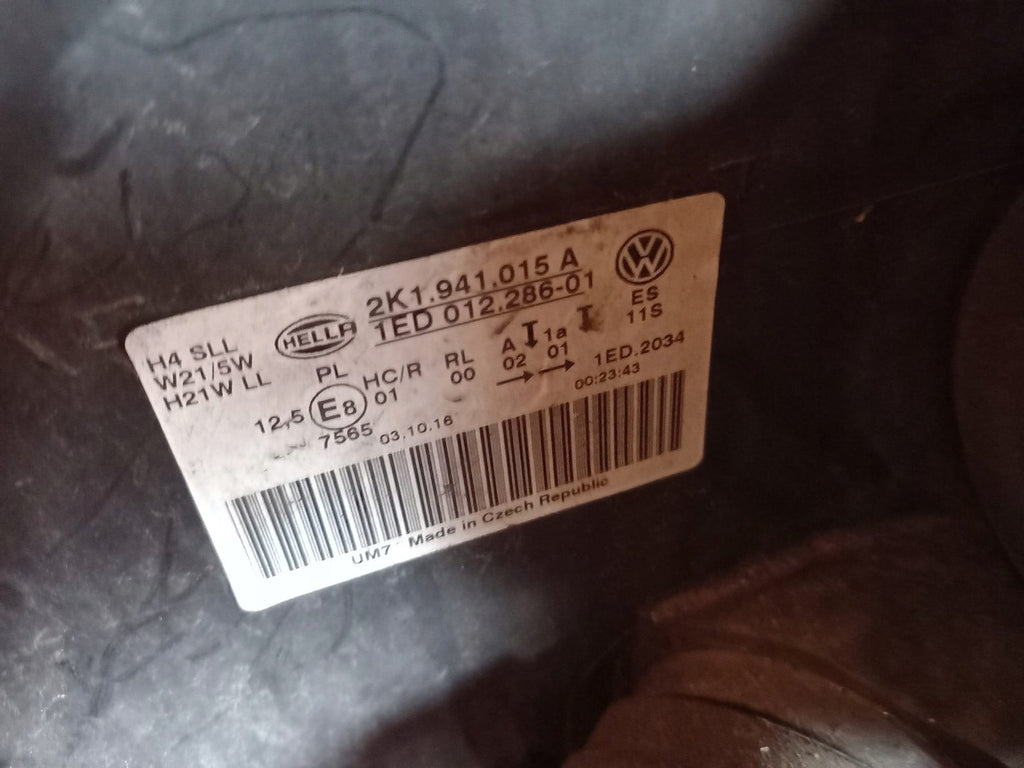 2K1.941.015 A
1ED 012.286-01
HELLA
VW
ES
11S
H4 SLL
W21/5W
H21W LL
PL
HC/R
01
RL
00
A
02
1a
01
1ED.2034
12,5
E8
7565
03.10.16
00:23:43
UM7 Made in Czech Republic